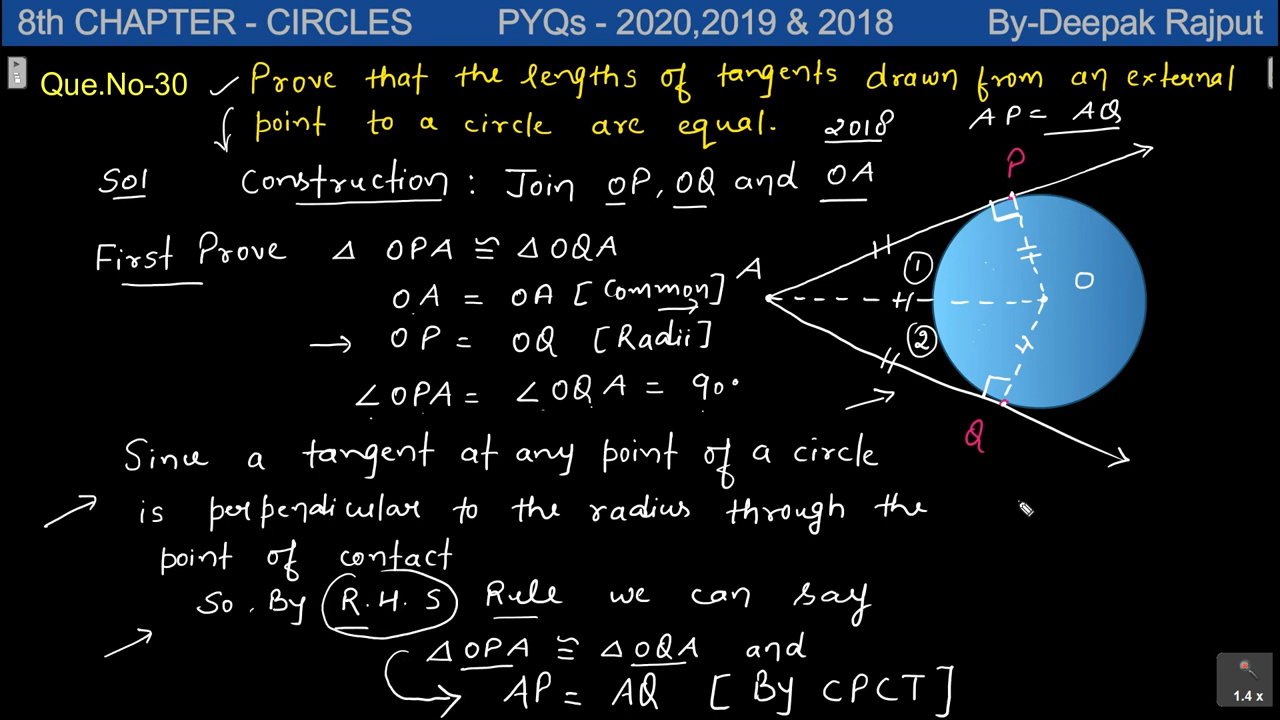 8th CHAPTER - CIRCLES PYQs - 2020,2019 & 2018 By-Deepak Rajput
Que.No-30 Prove that the lengths of tangents drawn from an external
point to a circle are equal. 2018 AP = AQ
Sol Construction : Join OP, OQ and OA
First Prove △ OPA ≅ △ OQA
OA = OA [Common]
OP = OQ [Radii]
∠OPA = ∠OQA = 90°
Since a tangent at any point of a circle
is perpendicular to the radius through the
point of contact
So, By R.H.S Rule we can say
△ OPA ≅ △ OQA and
AP = AQ [By CPCT]
P
A
1
O
2
Q
1.4 x